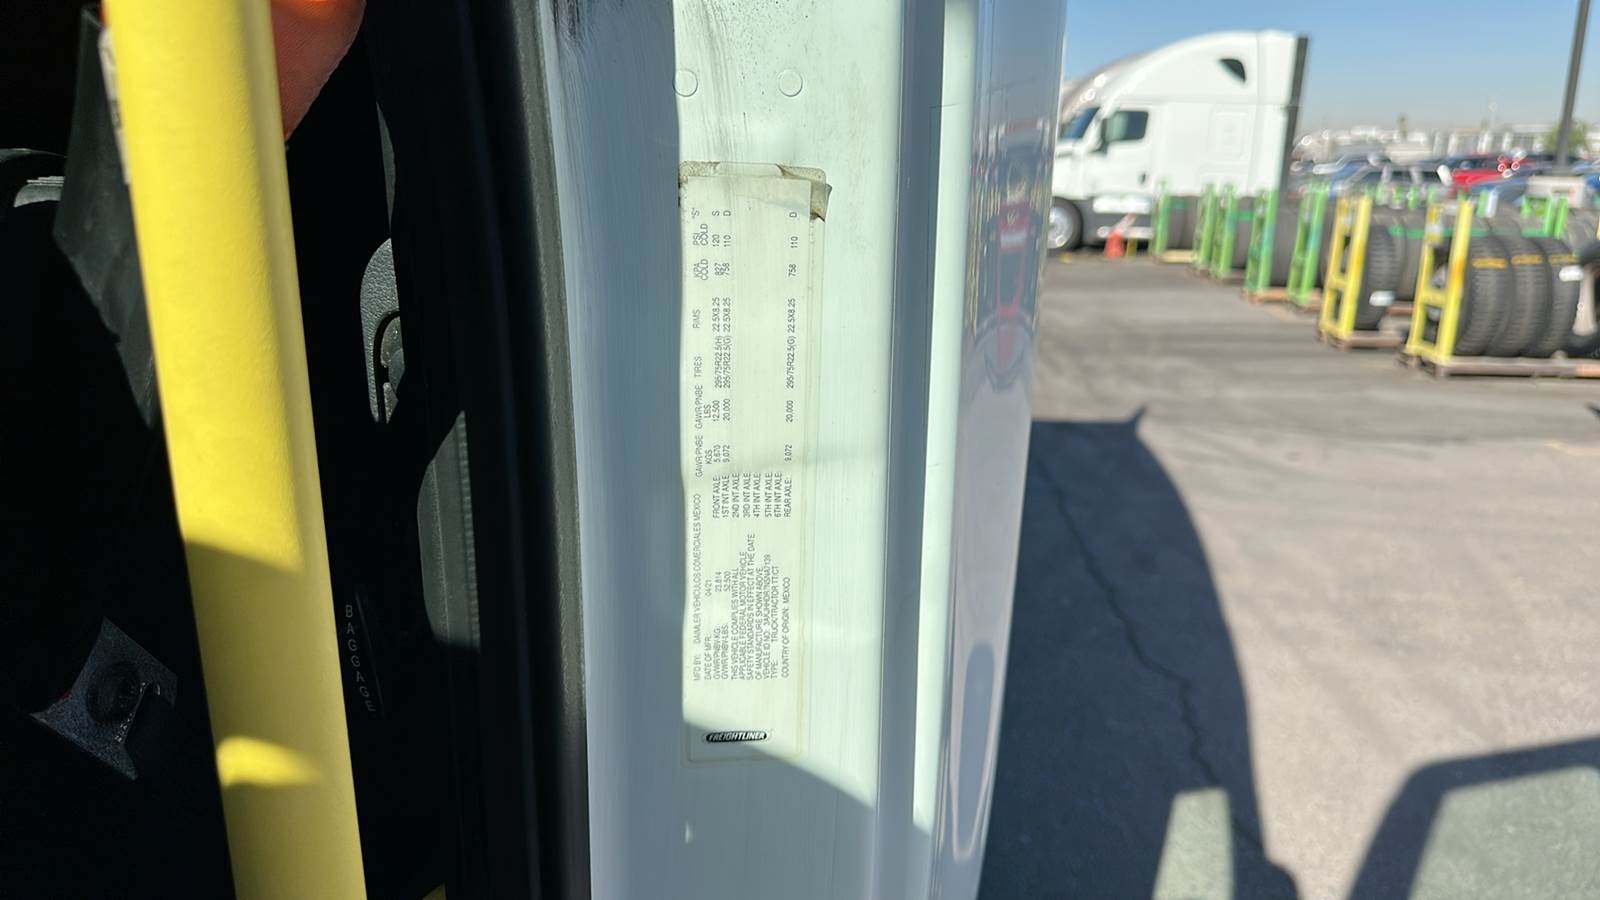 MFD BY: DAIMLER VEHICULOS COMERCIALES MEXICO
DATE OF MFR: 04/21
GVWR/PNBV-KG: 23,814
GVWR/PNBV-LBS: 52,500
THIS VEHICLE COMPLIES WITH ALL
APPLICABLE FEDERAL MOTOR VEHICLE
SAFETY STANDARDS IN EFFECT AT THE DATE
OF MANUFACTURE SHOWN ABOVE.
VEHICLE ID NO.:
TYPE: TRUCK-TRACTOR TT/CT
COUNTRY OF ORIGIN: MEXICO
GAWR/PNBE KGS GAWR/PNBE LBS TIRES RIMS KPA COLD PSI COLD "S"
FRONT AXLE: 5,670 12,500 295/75R22.5(H) 22.5X8.25 827 120 S
1ST INT AXLE: 9,072 20,000 295/75R22.5(G) 22.5X8.25 758 110 D
2ND INT AXLE:
3RD INT AXLE:
4TH INT AXLE:
5TH INT AXLE:
6TH INT AXLE:
REAR AXLE: 9,072 20,000 295/75R22.5(G) 22.5X8.25 758 110 D
FREIGHTLINER
BAGGAGE